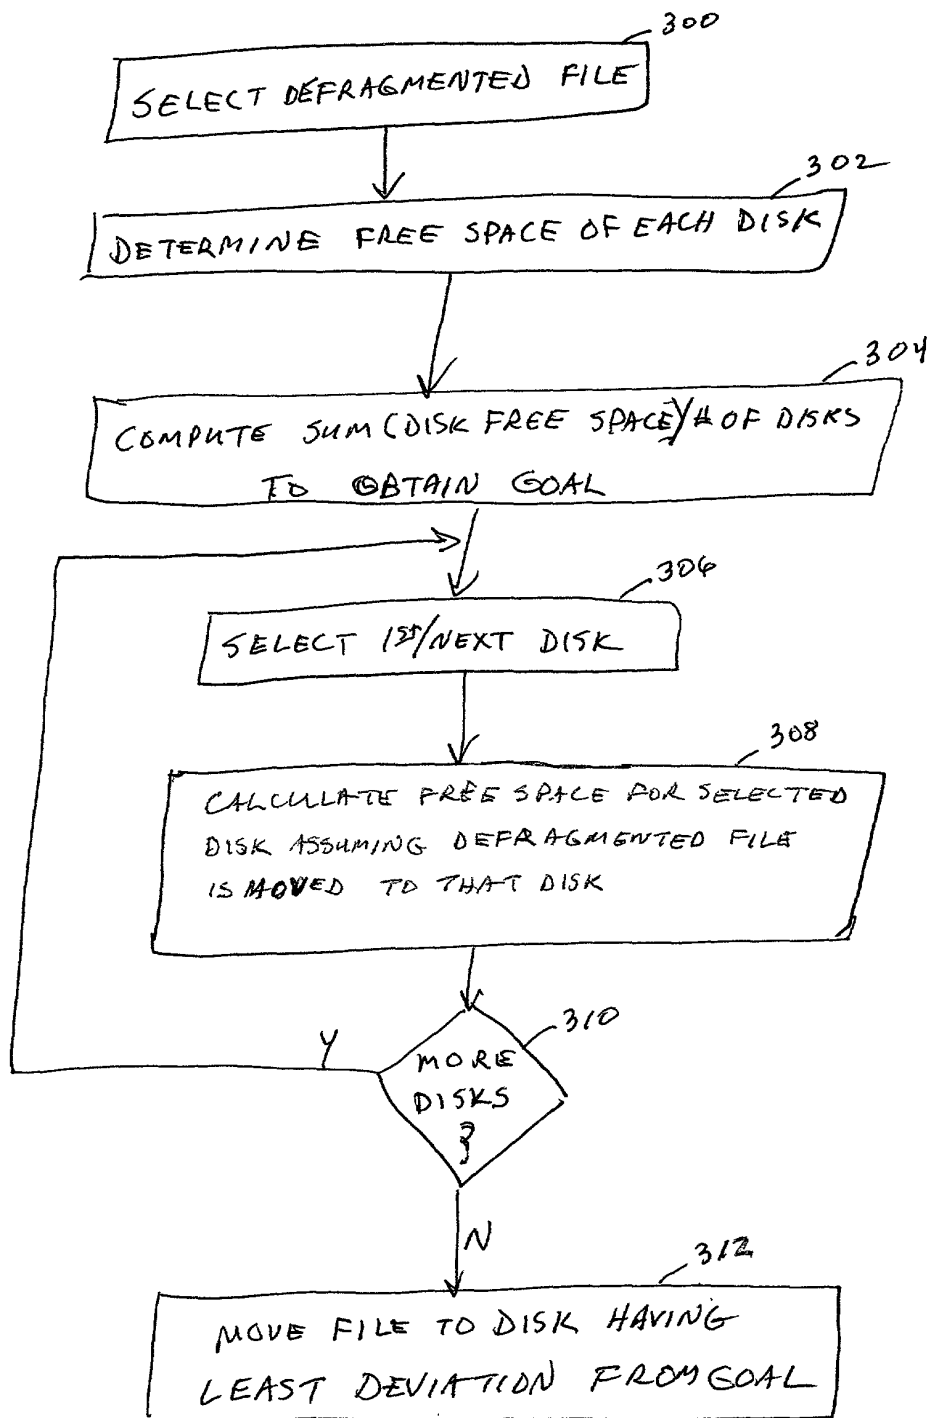 300
SELECT DEFRAGMENTED FILE
302
DETERMINE FREE SPACE OF EACH DISK
304
COMPUTE SUM (DISK FREE SPACE)/# OF DISKS
TO OBTAIN GOAL
306
SELECT 1ST/NEXT DISK
308
CALCULATE FREE SPACE FOR SELECTED
DISK ASSUMING DEFRAGMENTED FILE
IS MOVED TO THAT DISK
310
MORE
DISKS
?
Y
N
312
MOVE FILE TO DISK HAVING
LEAST DEVIATION FROM GOAL